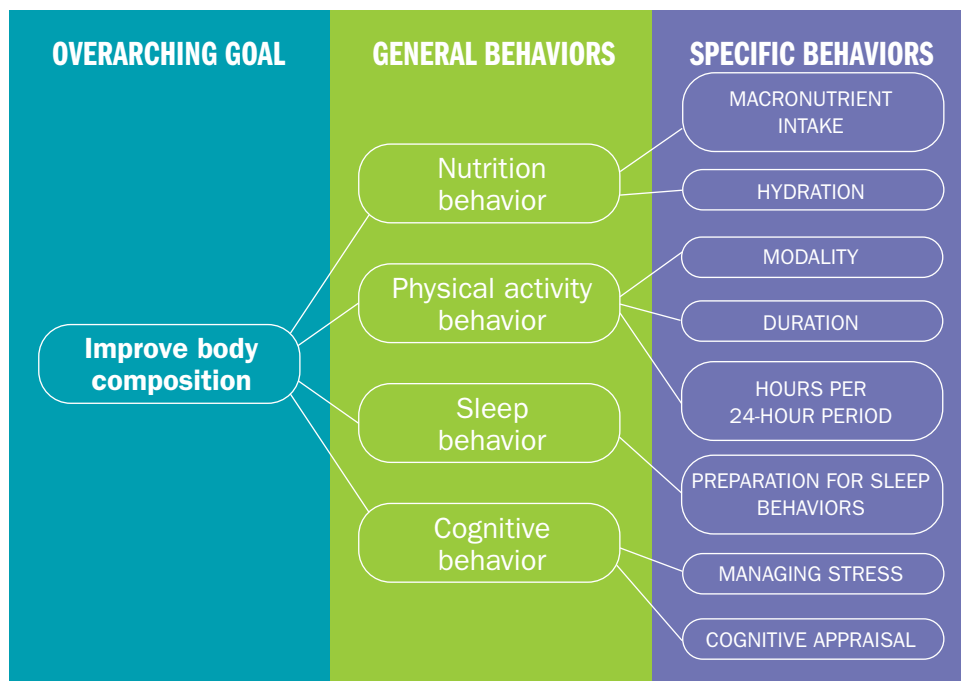 OVERARCHING GOAL
GENERAL BEHAVIORS
SPECIFIC BEHAVIORS
Improve body
composition
Nutrition
behavior
Physical activity
behavior
Sleep
behavior
Cognitive
behavior
MACRONUTRIENT
INTAKE
HYDRATION
MODALITY
DURATION
HOURS PER
24-HOUR PERIOD
PREPARATION FOR SLEEP
BEHAVIORS
MANAGING STRESS
COGNITIVE APPRAISAL